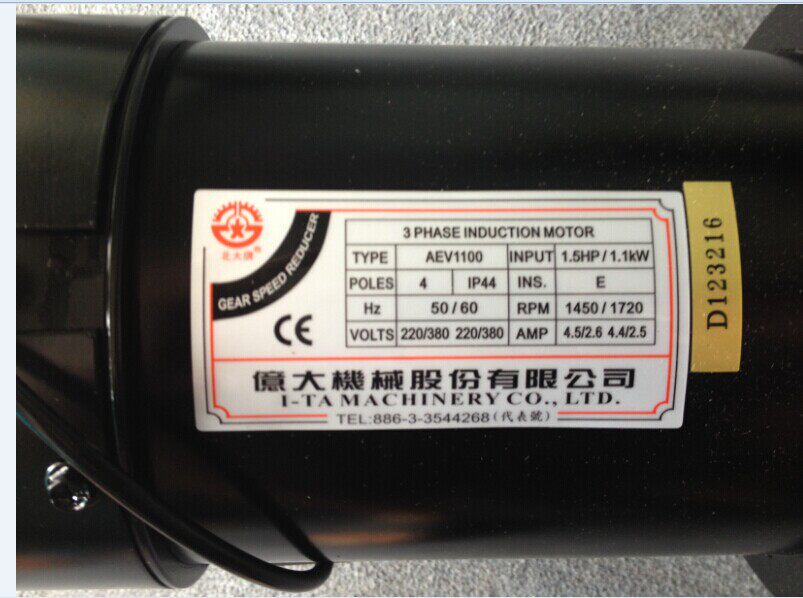 北大牌
GEAR SPEED REDUCER
CE
3 PHASE INDUCTION MOTOR
TYPE AEV1100 INPUT 1.5HP / 1.1kW
POLES 4 IP44 INS. E
Hz 50 / 60 RPM 1450 / 1720
VOLTS 220/380 220/380 AMP 4.5/2.6 4.4/2.5
億大機械股份有限公司
I-TA MACHINERY CO., LTD.
TEL:886-3-3544268(代表號)
D123216